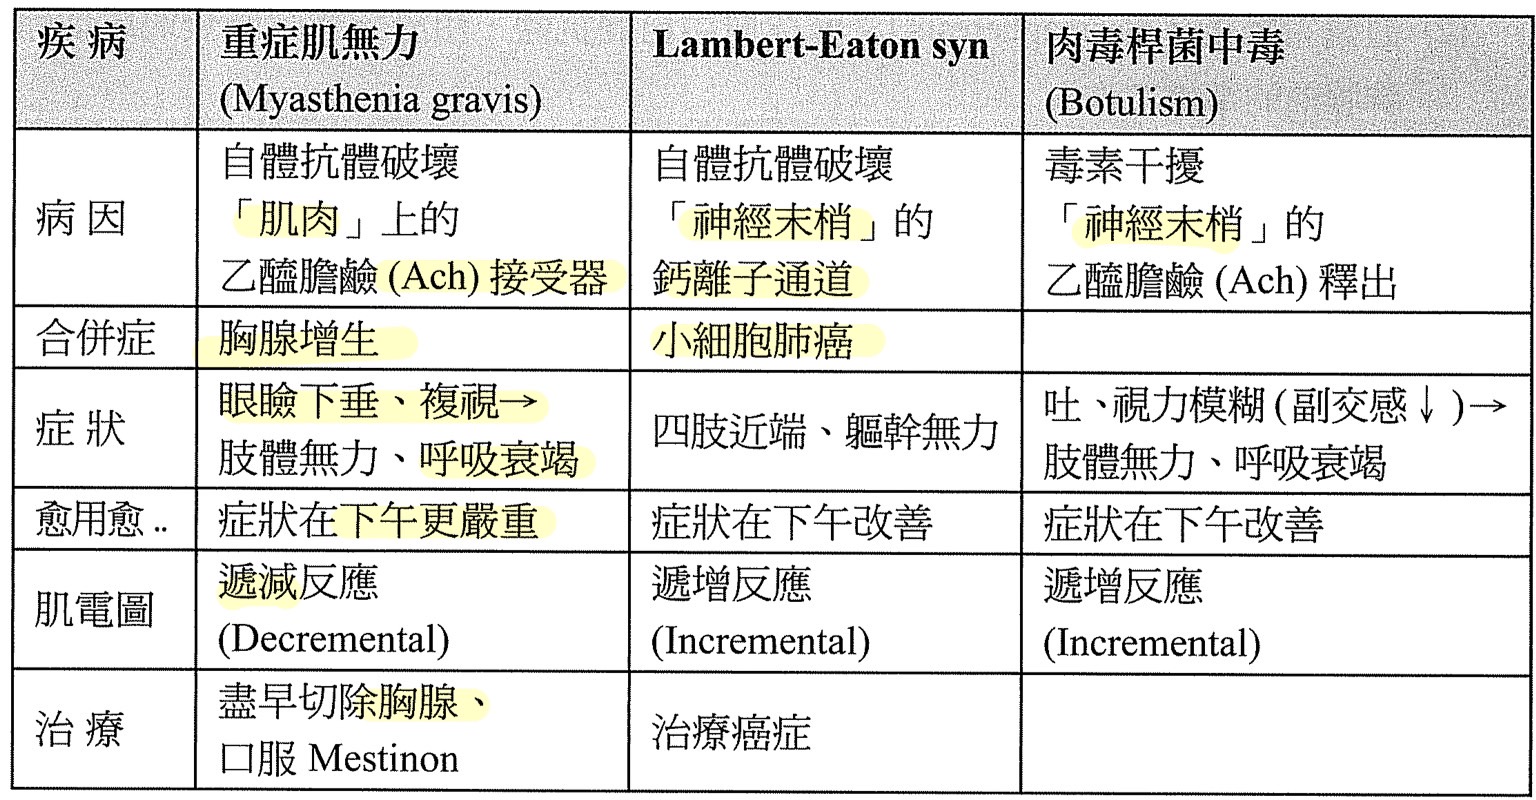 疾病
重症肌無力
(Myasthenia gravis)
Lambert-Eaton syn
肉毒桿菌中毒
(Botulism)
病因
自體抗體破壞
「肌肉」上的
乙醯膽鹼 (Ach) 接受器
自體抗體破壞
「神經末梢」的
鈣離子通道
毒素干擾
「神經末梢」的
乙醯膽鹼 (Ach) 釋出
合併症
胸腺增生
小細胞肺癌
症狀
眼瞼下垂、複視→
肢體無力、呼吸衰竭
四肢近端、軀幹無力
吐、視力模糊 (副交感↓)→
肢體無力、呼吸衰竭
愈用愈..
症狀在下午更嚴重
症狀在下午改善
症狀在下午改善
肌電圖
遞減反應
(Decremental)
遞增反應
(Incremental)
遞增反應
(Incremental)
治療
盡早切除胸腺、
口服 Mestinon
治療癌症